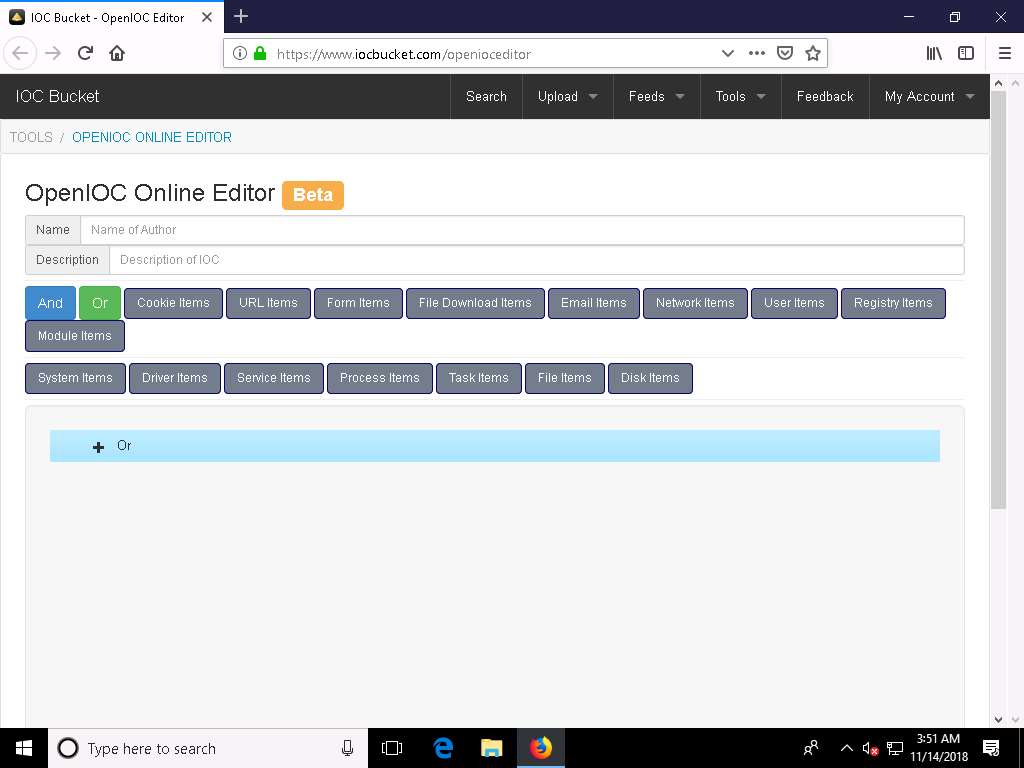 IOC Bucket - OpenIOC Editor
https://www.iocbucket.com/openioceditor
IOC Bucket Search Upload Feeds Tools Feedback My Account
TOOLS / OPENIOC ONLINE EDITOR
OpenIOC Online Editor Beta
Name Name of Author
Description Description of IOC
And Or Cookie Items URL Items Form Items File Download Items Email Items Network Items User Items Registry Items
Module Items
System Items Driver Items Service Items Process Items Task Items File Items Disk Items
Or
Type here to search
3:51 AM
11/14/2018